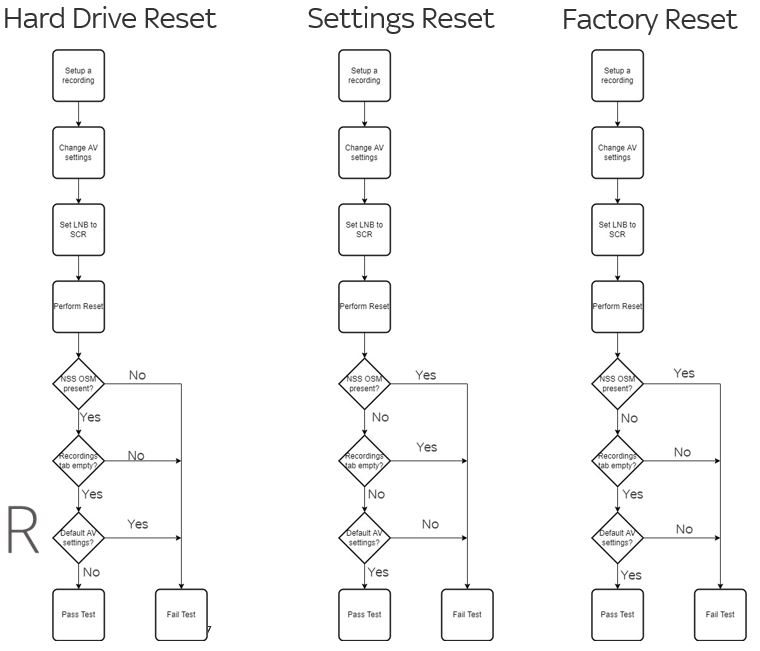 Hard Drive Reset
Setup a
recording
Change AV
settings
Set LNB to
SCR
Perform Reset
NSS OSM
present?
No
Yes
Recordings
tab empty?
No
Yes
R
Default AV
settings?
Yes
No
Pass Test
Fail Test
Settings Reset
Setup a
recording
Change AV
settings
Set LNB to
SCR
Perform Reset
NSS OSM
present?
Yes
No
Recordings
tab empty?
Yes
No
Default AV
settings?
No
Yes
Pass Test
Fail Test
Factory Reset
Setup a
recording
Change AV
settings
Set LNB to
SCR
Perform Reset
NSS OSM
present?
Yes
No
Recordings
tab empty?
No
Yes
Default AV
settings?
No
Yes
Pass Test
Fail Test